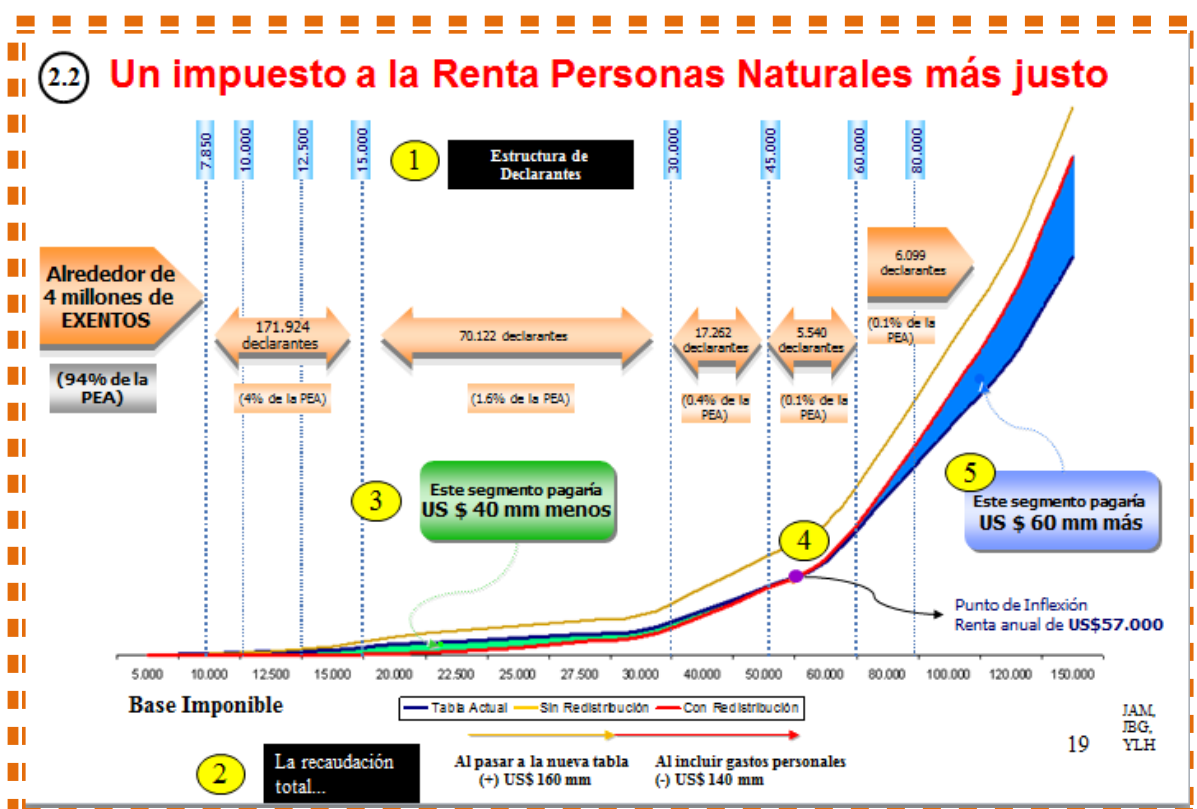 2.2 Un impuesto a la Renta Personas Naturales más justo
7.850
10.000
12.500
15.000
30.000
45.000
60.000
80.000
1
Estructura de
Declarantes
Alrededor de
4 millones de
EXENTOS
(94% de la
PEA)
171.924
declarantes
(4% de la PEA)
70.122 declarantes
(1.6% de la PEA)
17.262
declarantes
(0.4% de la
PEA)
5.540
declarantes
(0.1% de la
PEA)
6.099
declarantes
(0.1% de la
PEA)
3
Este segmento pagaría
US $ 40 mm menos
4
5
Este segmento pagaría
US $ 60 mm más
Punto de Inflexión
Renta anual de US$57.000
5.000 10.000 12.500 15.000 20.000 22.500 25.000 27.500 30.000 40.000 50.000 60.000 80.000 100.000 120.000 150.000
Base Imponible
Tabla Actual Sin Redistribución Con Redistribución
2
La recaudación
total...
Al pasar a la nueva tabla
(+) US$ 160 mm
Al incluir gastos personales
(-) US$ 140 mm
19
JAM,
JBG,
YLH